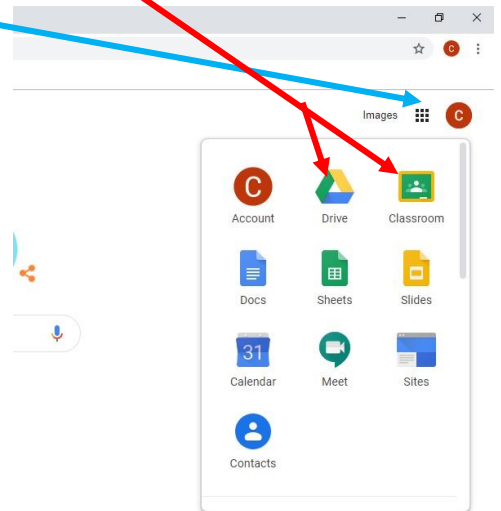 C
Images
C
C
Account Drive Classroom
Docs Sheets Slides
31
Calendar Meet Sites
Contacts